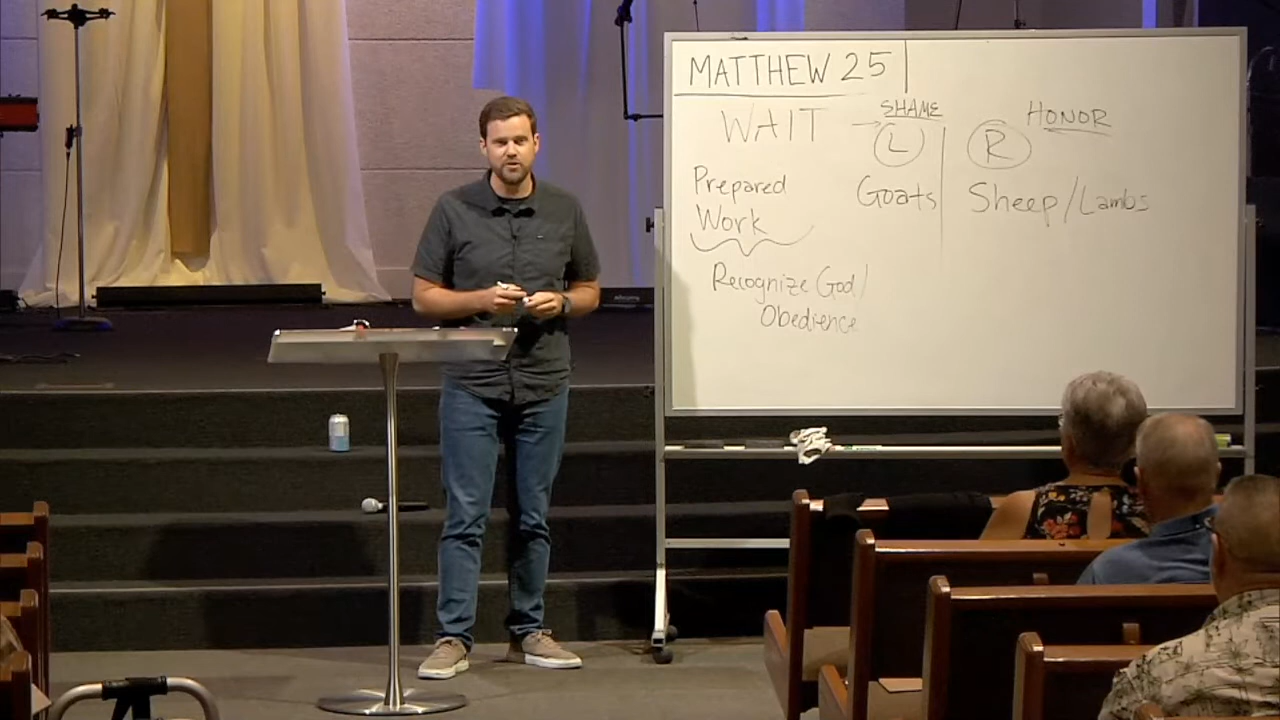 MATTHEW 25
WAIT → SHAME HONOR
L R
Prepared Goats Sheep/Lambs
Work
Recognize God/
Obedience